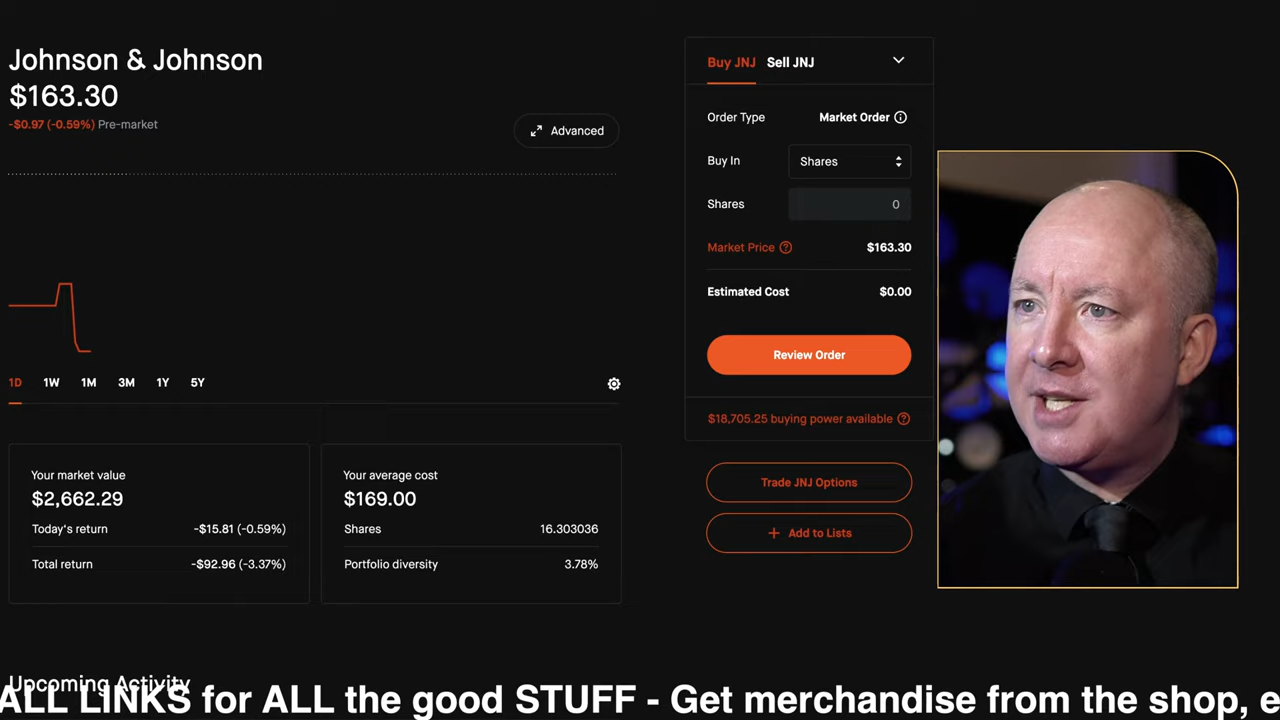 Johnson & Johnson
$163.30
-$0.97 (-0.59%) Pre-market
Advanced
1D 1W 1M 3M 1Y 5Y
Your market value
$2,662.29
Today's return -$15.81 (-0.59%)
Total return -$92.96 (-3.37%)
Your average cost
$169.00
Shares 16.303036
Portfolio diversity 3.78%
Buy JNJ Sell JNJ
Order Type Market Order
Buy In Shares
Shares 0
Market Price $163.30
Estimated Cost $0.00
Review Order
$18,705.25 buying power available
Trade JNJ Options
+ Add to Lists
Upcoming Activity
ALL LINKS for ALL the good STUFF - Get merchandise from the shop, e